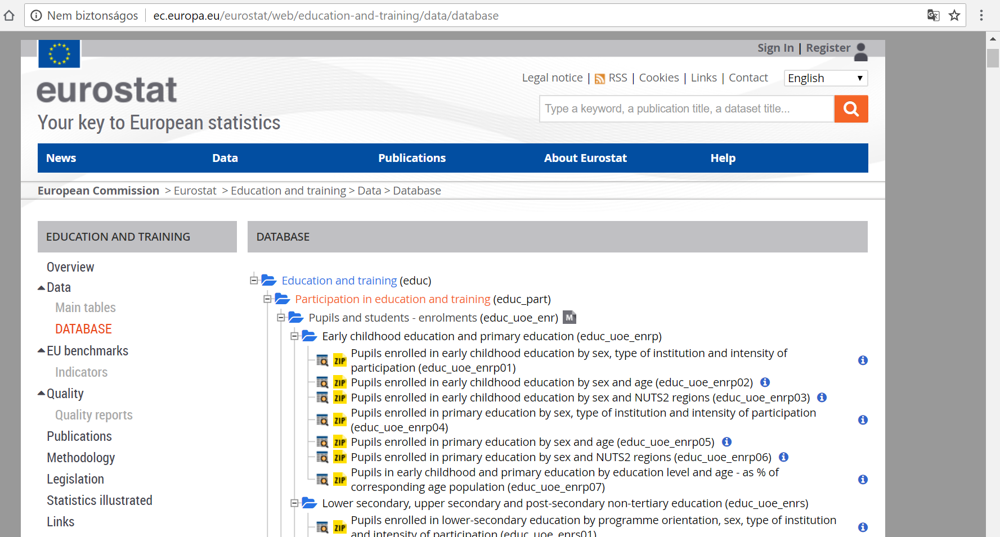 Nem biztonságos ec.europa.eu/eurostat/web/education-and-training/data/database
Sign In | Register
eurostat
Your key to European statistics
Legal notice | RSS | Cookies | Links | Contact English
Type a keyword, a publication title, a dataset title...
News Data Publications About Eurostat Help
European Commission > Eurostat > Education and training > Data > Database
EDUCATION AND TRAINING
Overview
Data
Main tables
DATABASE
EU benchmarks
Indicators
Quality
Quality reports
Publications
Methodology
Legislation
Statistics illustrated
Links
DATABASE
Education and training (educ)
Participation in education and training (educ_part)
Pupils and students - enrolments (educ_uoe_enr) M
Early childhood education and primary education (educ_uoe_enrp)
ZIP Pupils enrolled in early childhood education by sex, type of institution and intensity of
participation (educ_uoe_enrp01)
ZIP Pupils enrolled in early childhood education by sex and age (educ_uoe_enrp02)
ZIP Pupils enrolled in early childhood education by sex and NUTS2 regions (educ_uoe_enrp03)
ZIP Pupils enrolled in primary education by sex, type of institution and intensity of participation
(educ_uoe_enrp04)
ZIP Pupils enrolled in primary education by sex and age (educ_uoe_enrp05)
ZIP Pupils enrolled in primary education by sex and NUTS2 regions (educ_uoe_enrp06)
ZIP Pupils in early childhood and primary education by education level and age - as % of
corresponding age population (educ_uoe_enrp07)
Lower secondary, upper secondary and post-secondary non-tertiary education (educ_uoe_enrs)
ZIP Pupils enrolled in lower-secondary education by programme orientation, sex, type of institution
and intensity of participation (educ_uoe_enrs01)